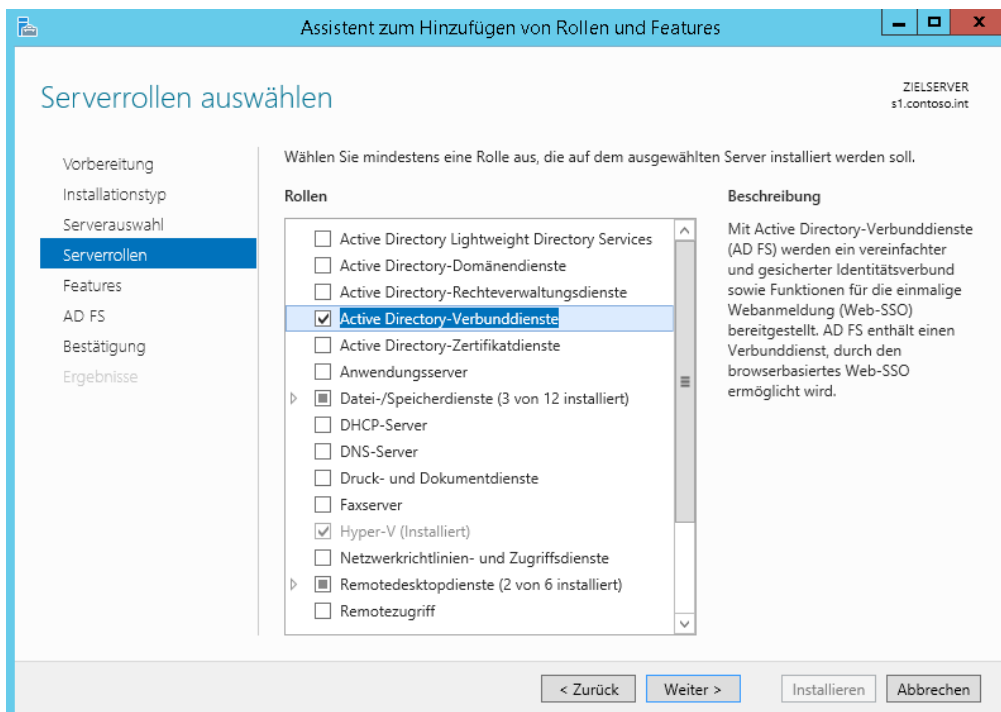 Assistent zum Hinzufügen von Rollen und Features
Serverrollen auswählen
ZIELSERVER
s1.contoso.int
Vorbereitung
Installationstyp
Serverauswahl
Serverrollen
Features
AD FS
Bestätigung
Ergebnisse
Wählen Sie mindestens eine Rolle aus, die auf dem ausgewählten Server installiert werden soll.
Rollen
Active Directory Lightweight Directory Services
Active Directory-Domänendienste
Active Directory-Rechteverwaltungsdienste
Active Directory-Verbunddienste
Active Directory-Zertifikatdienste
Anwendungsserver
Datei-/Speicherdienste (3 von 12 installiert)
DHCP-Server
DNS-Server
Druck- und Dokumentdienste
Faxserver
Hyper-V (Installiert)
Netzwerkrichtlinien- und Zugriffsdienste
Remotedesktopdienste (2 von 6 installiert)
Remotezugriff
Beschreibung
Mit Active Directory-Verbunddienste
(AD FS) werden ein vereinfachter
und gesicherter Identitätsverbund
sowie Funktionen für die einmalige
Webanmeldung (Web-SSO)
bereitgestellt. AD FS enthält einen
Verbunddienst, durch den
browserbasiertes Web-SSO
ermöglicht wird.
< Zurück
Weiter >
Installieren
Abbrechen